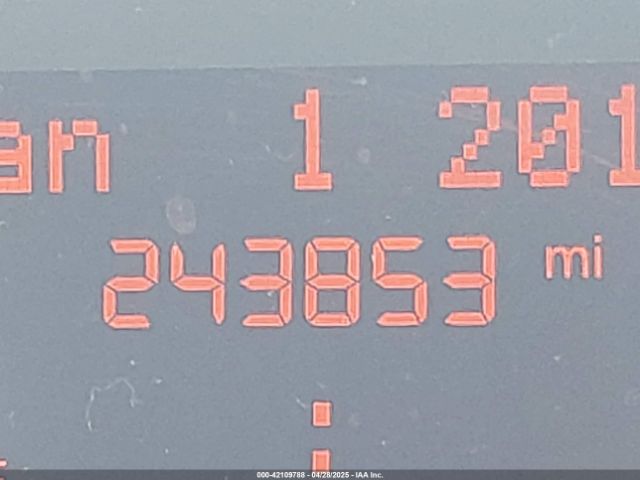 an 1 201
243853 mi
000-42109788 - 04/28/2025 - IAA Inc.